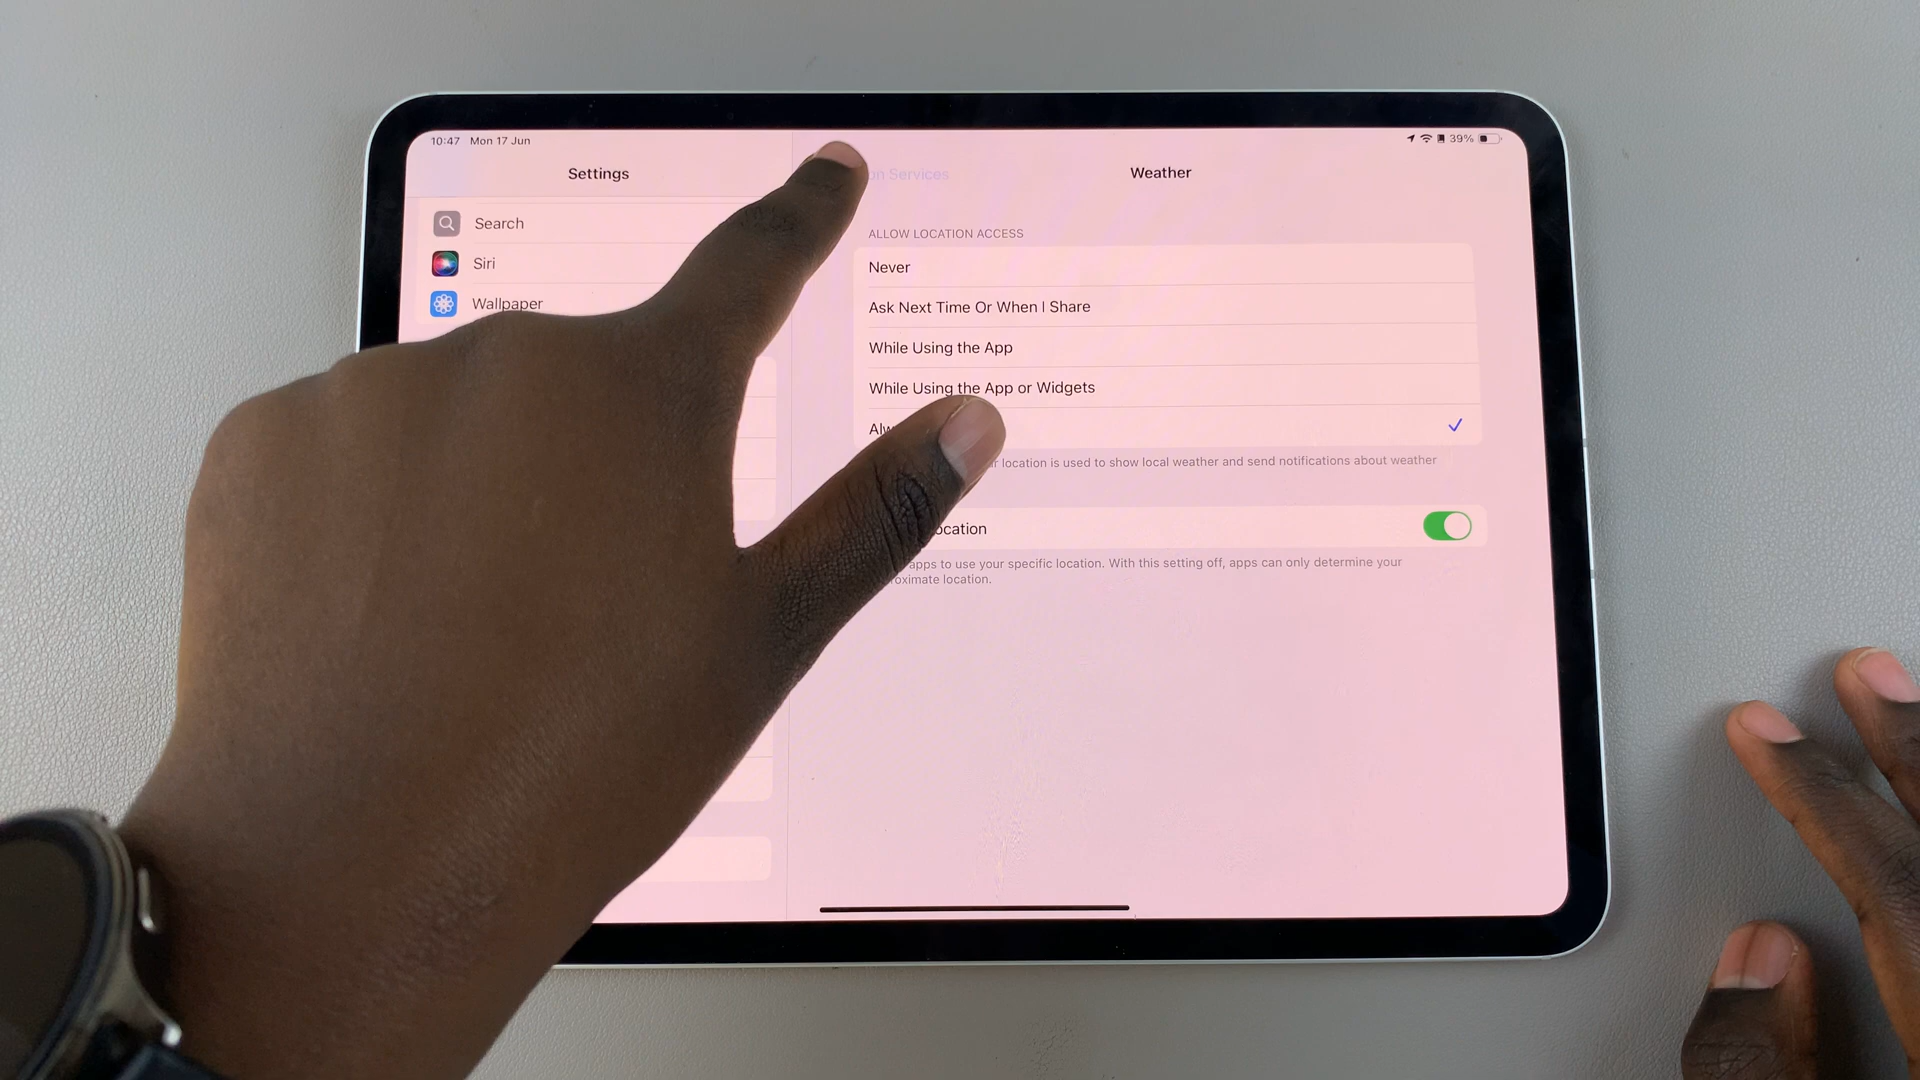 10:47 Mon 17 Jun
39%
Settings
Search
Siri
Wallpaper
on Services
Weather
ALLOW LOCATION ACCESS
Never
Ask Next Time Or When I Share
While Using the App
While Using the App or Widgets
location is used to show local weather and send notifications about weather
apps to use your specific location. With this setting off, apps can only determine your
location.